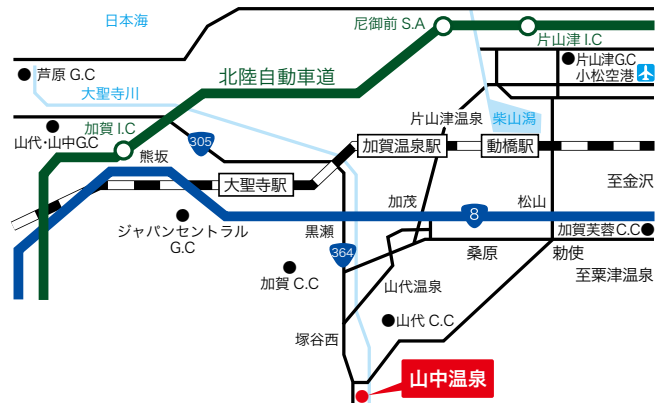 日本海
尼御前 S.A
片山津 I.C
芦原 G.C
北陸自動車道
片山津G.C
小松空港
大聖寺川
片山津温泉
柴山潟
加賀 I.C
山代・山中G.C
305
熊坂
加賀温泉駅
動橋駅
大聖寺駅
至金沢
加茂
松山
ジャパンセントラル
G.C
黒瀬
8
加賀芙蓉C.C
364
桑原
勅使
加賀 C.C
山代温泉
至粟津温泉
山代 C.C
塚谷西
山中温泉